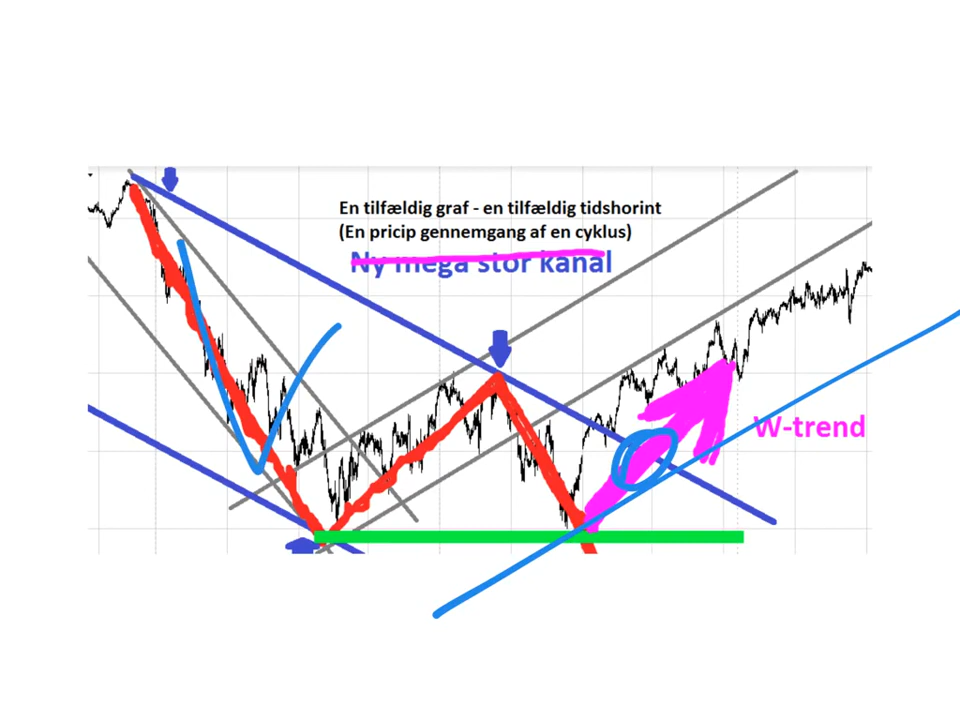 En tilfældig graf - en tilfældig tidshorint
(En pricip gennemgang af en cyklus)
Ny mega stor kanal
W-trend